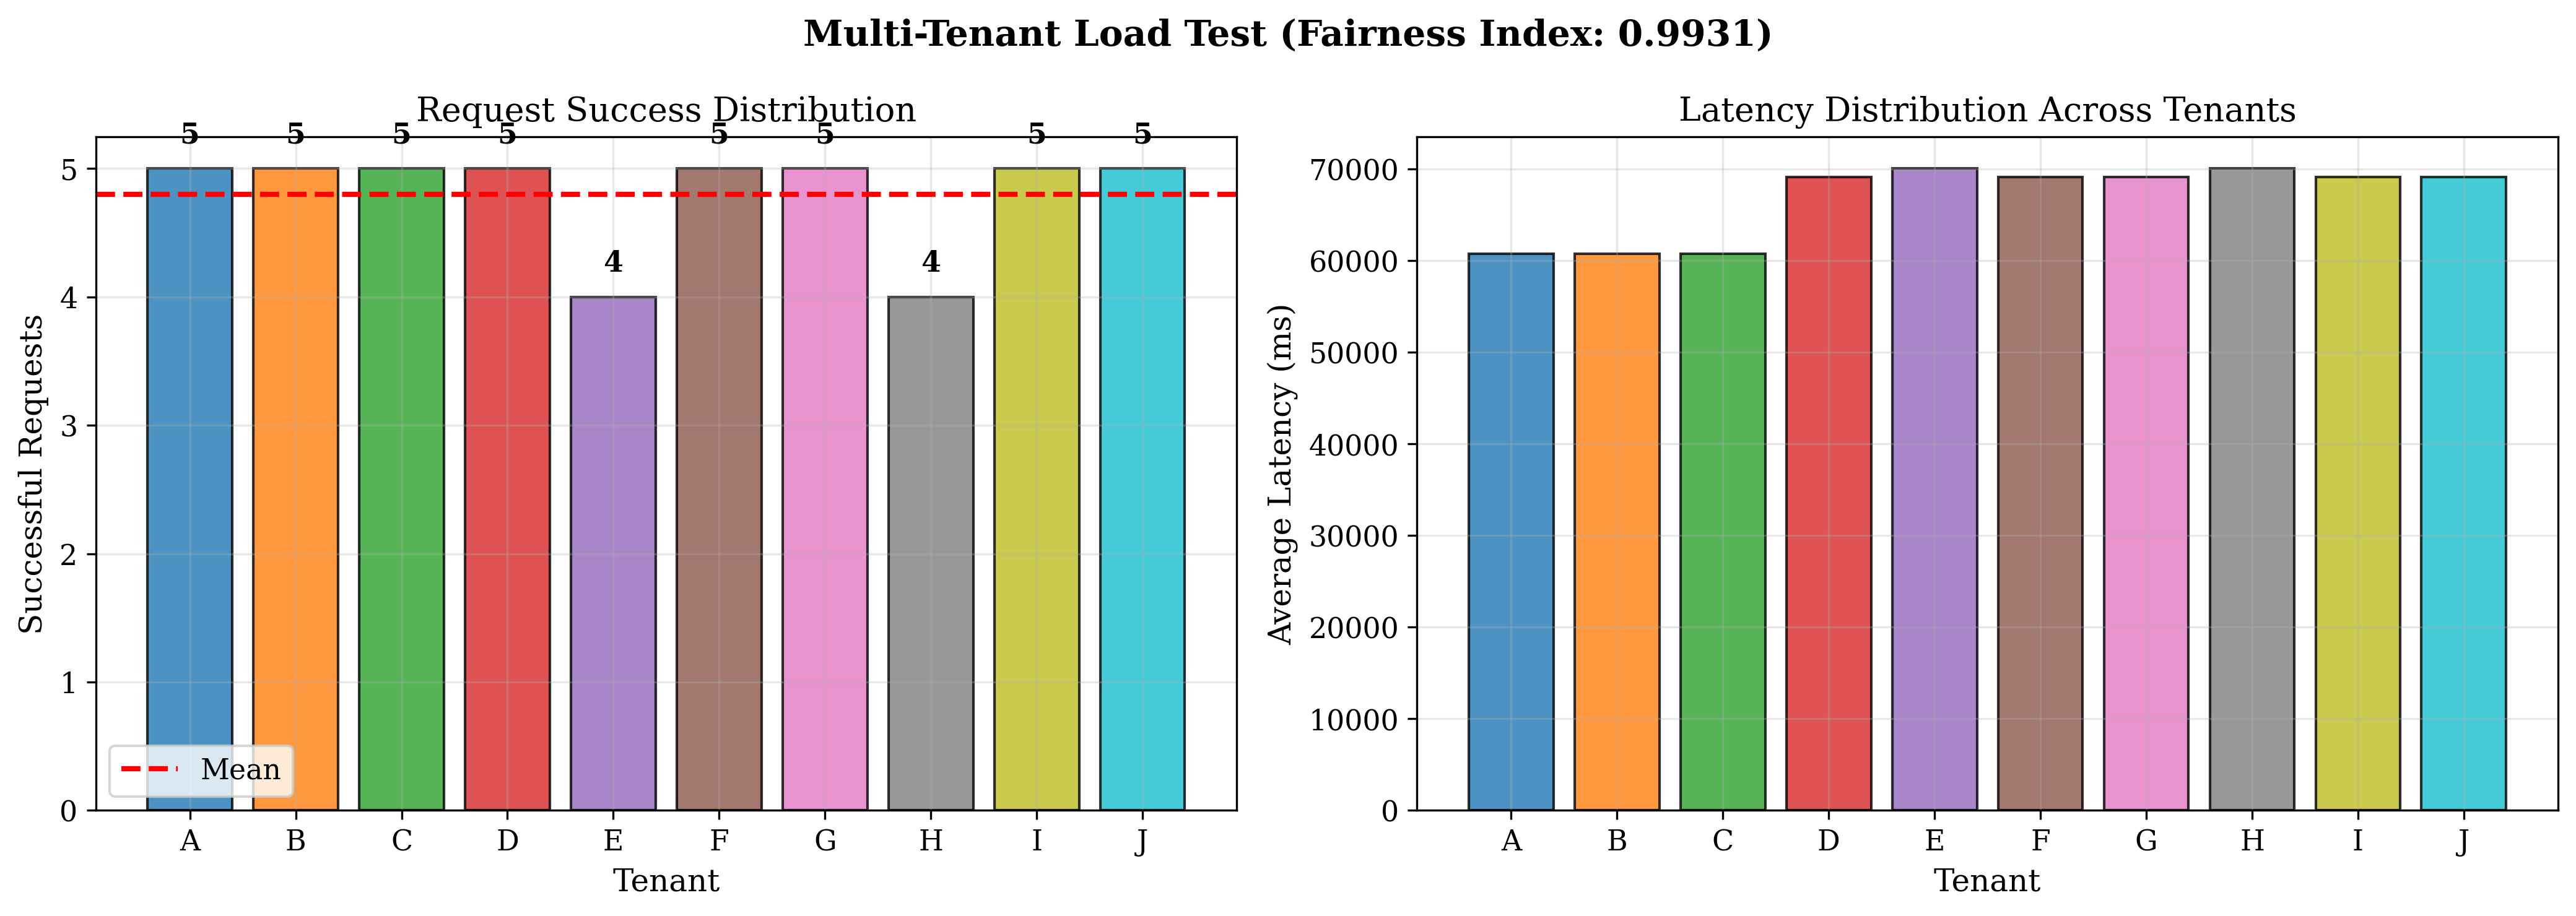 Multi-Tenant Load Test (Fairness Index: 0.9931)
Request Success Distribution
5 5 5 5 5 5 5 5
4 4
5
4
3
2
1
0
Successful Requests
Mean
A B C D E F G H I J
Tenant
Latency Distribution Across Tenants
70000
60000
50000
40000
30000
20000
10000
0
Average Latency (ms)
A B C D E F G H I J
Tenant